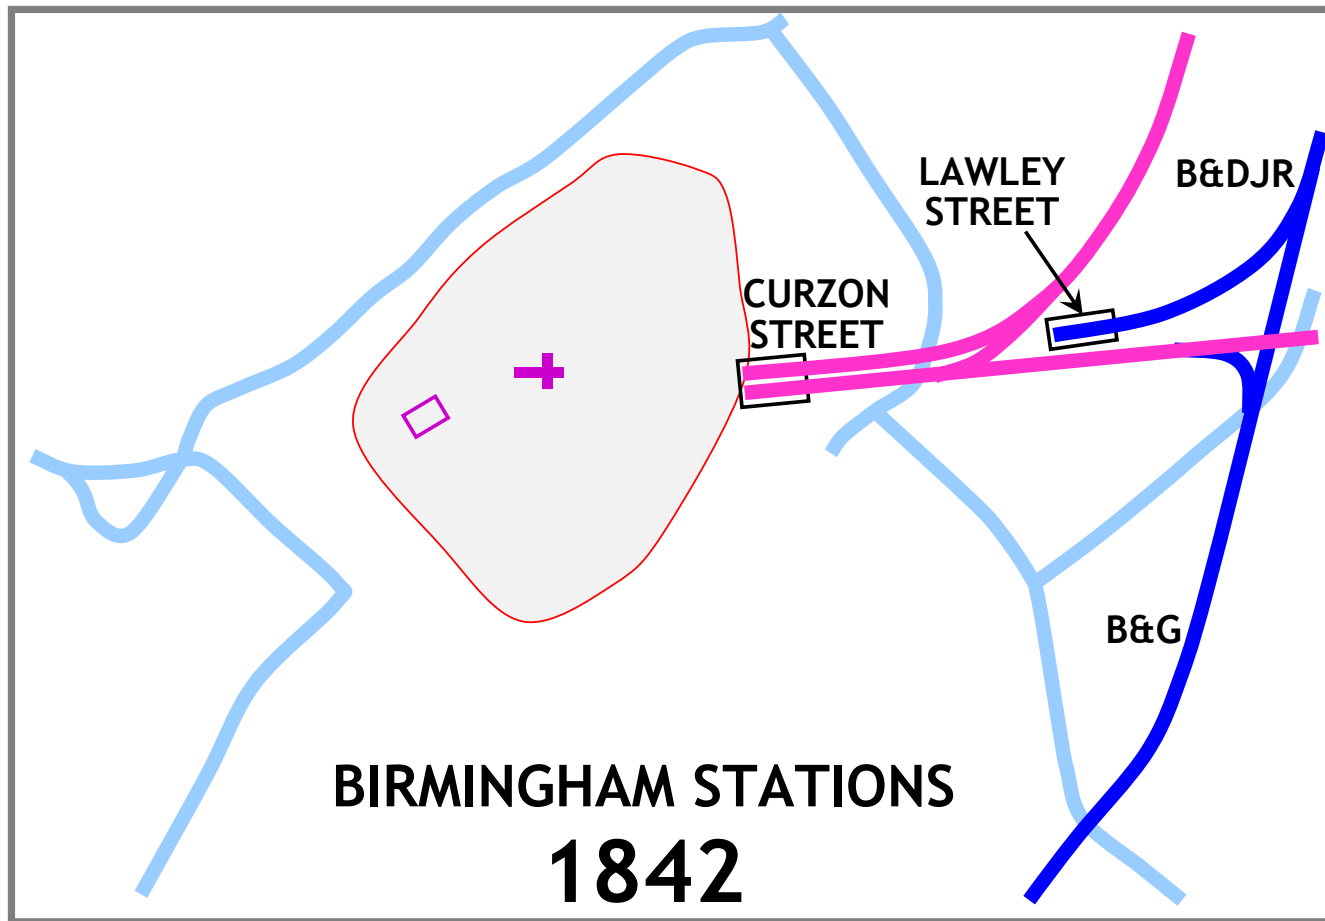 LAWLEY
STREET
B&DJR
CURZON
STREET
B&G
BIRMINGHAM STATIONS
1842